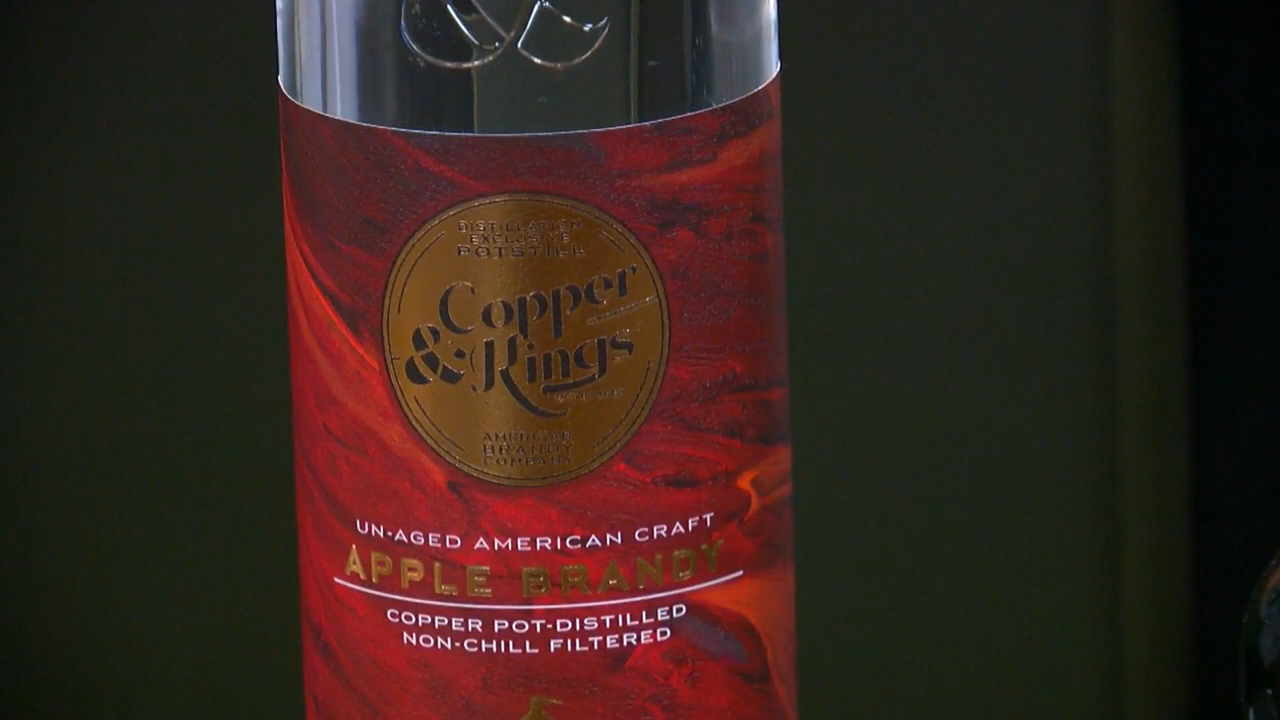 DISTILLATION
EXCLUSIVE
POTSTILL
Copper
& Kings
AMERICAN
BRANDY
COMPANY
UN-AGED AMERICAN CRAFT
APPLE BRANDY
COPPER POT-DISTILLED
NON-CHILL FILTERED